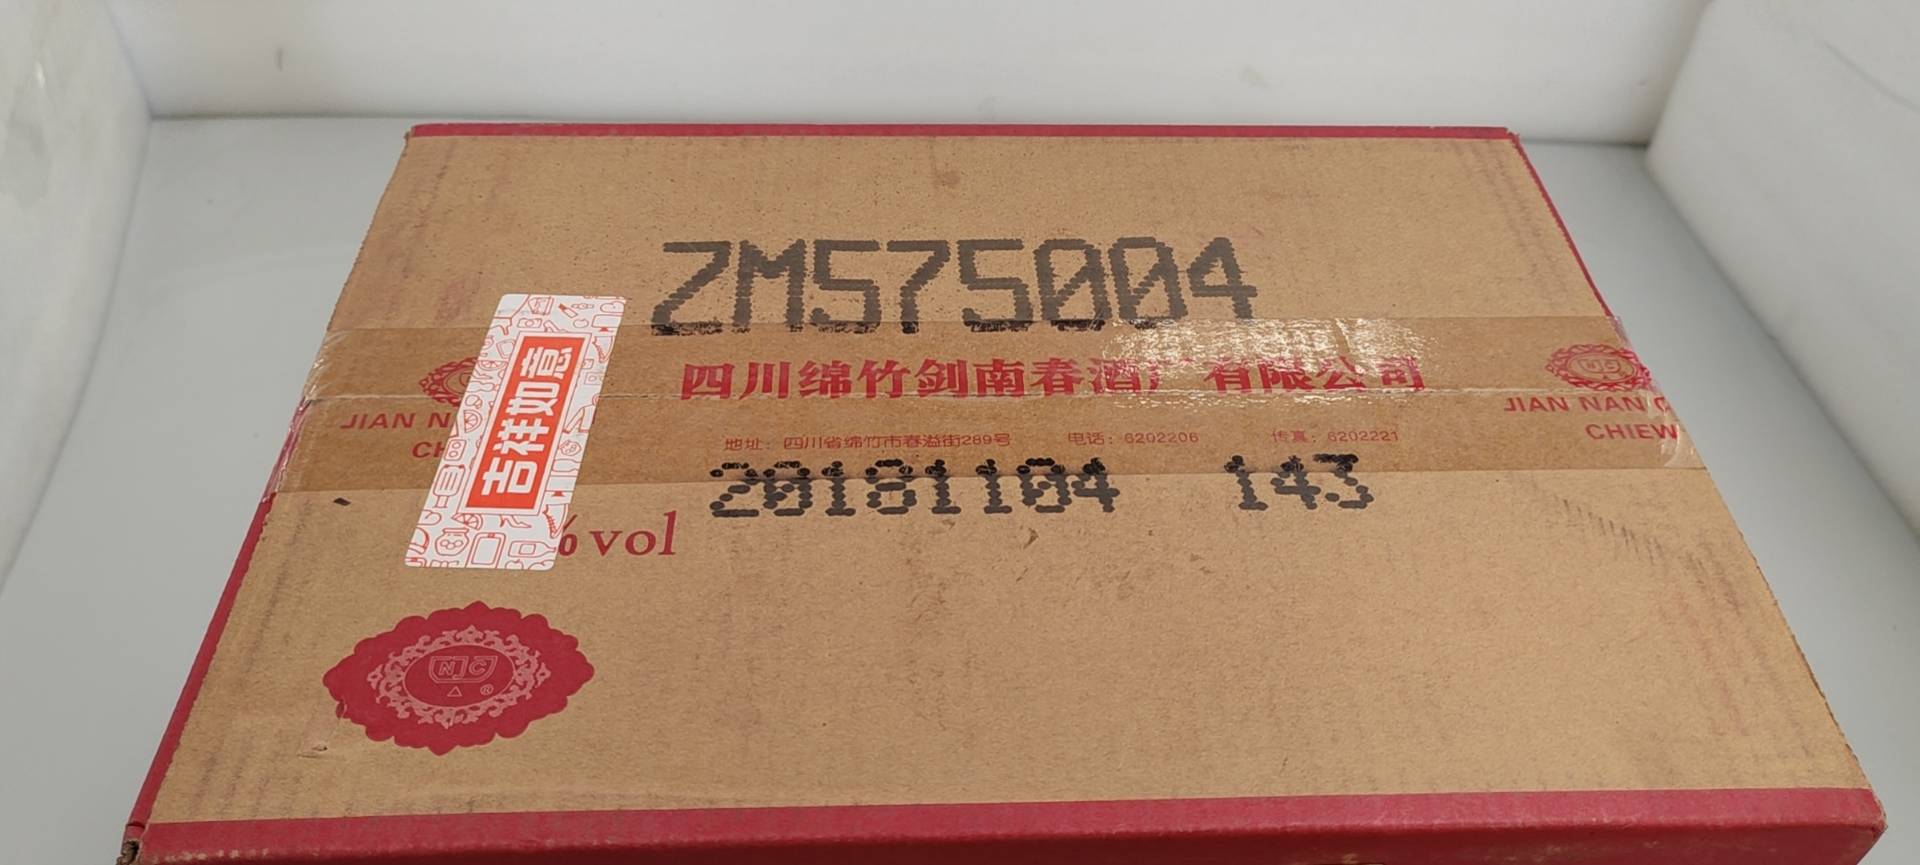 ZM575004
四川绵竹剑南春酒厂有限公司
JIAN N
CH
JIAN NAN C
CHIEW
吉祥如意
地址：四川省绵竹市春溢街289号 电话：6202206 传真：6202221
20181104 143
% vol
NJC
®